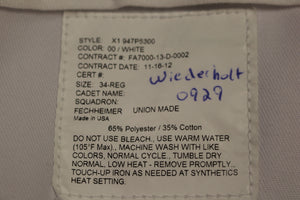 STYLE: X1 947P5300
COLOR: 00 / WHITE
CONTRACT #: FA7000-13-D-0002
CONTRACT DATE: 11-16-12
CERT #:
SIZE: 34-REG
CADET NAME:
Wiederholt
0929
SQUADRON:
FECHHEIMER UNION MADE
MADE IN USA
65% Polyester / 35% Cotton
DO NOT USE BLEACH., USE WARM WATER
(105°F Max)., MACHINE WASH WITH LIKE
COLORS, NORMAL CYCLE., TUMBLE DRY
NORMAL, LOW HEAT - REMOVE PROMPTLY.,
TOUCH-UP IRON AS NEEDED AT SYNTHETICS
HEAT SETTING.